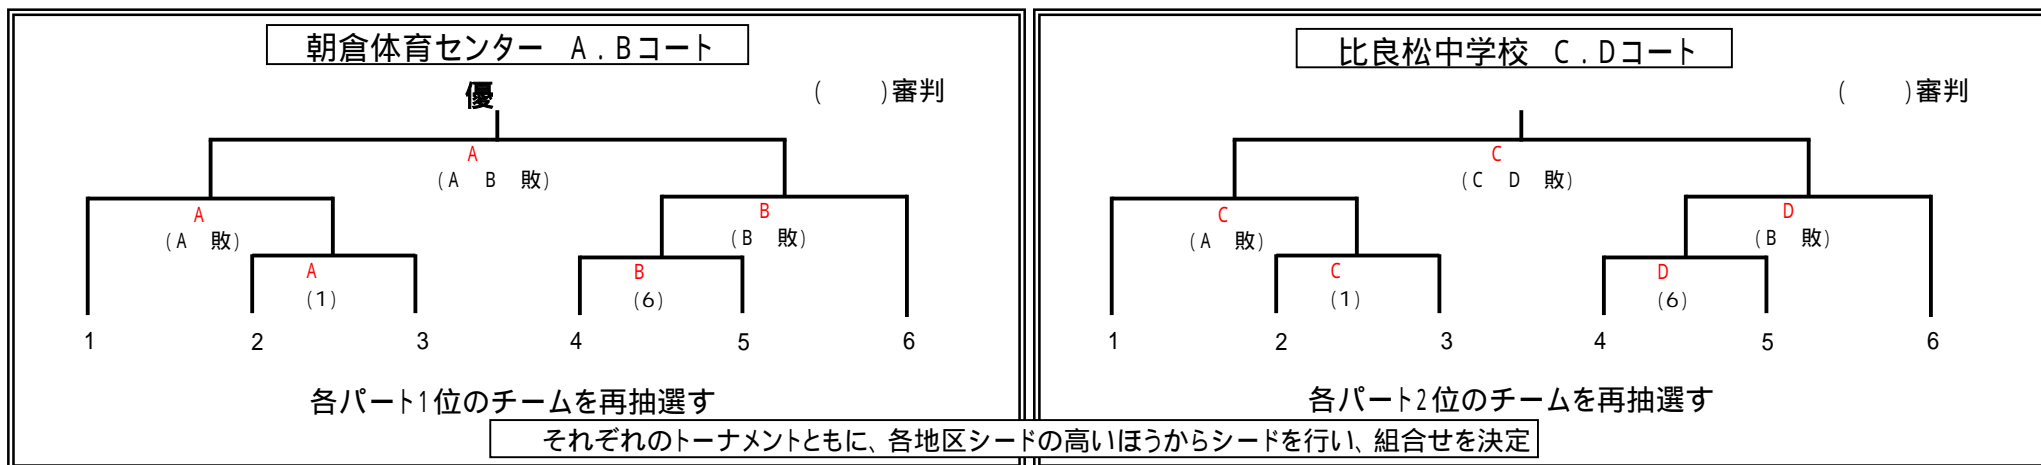 朝倉体育センター A.Bコート
優
( )審判
A
(A B 敗)
A
(A 敗)
B
(B 敗)
A
(1)
B
(6)
1 2 3 4 5 6
各パート1位のチームを再抽選す
比良松中学校 C.Dコート
( )審判
C
(C D 敗)
C
(A 敗)
D
(B 敗)
C
(1)
D
(6)
1 2 3 4 5 6
各パート2位のチームを再抽選す
それぞれのトーナメントともに、各地区シードの高いほうからシードを行い、組合せを決定